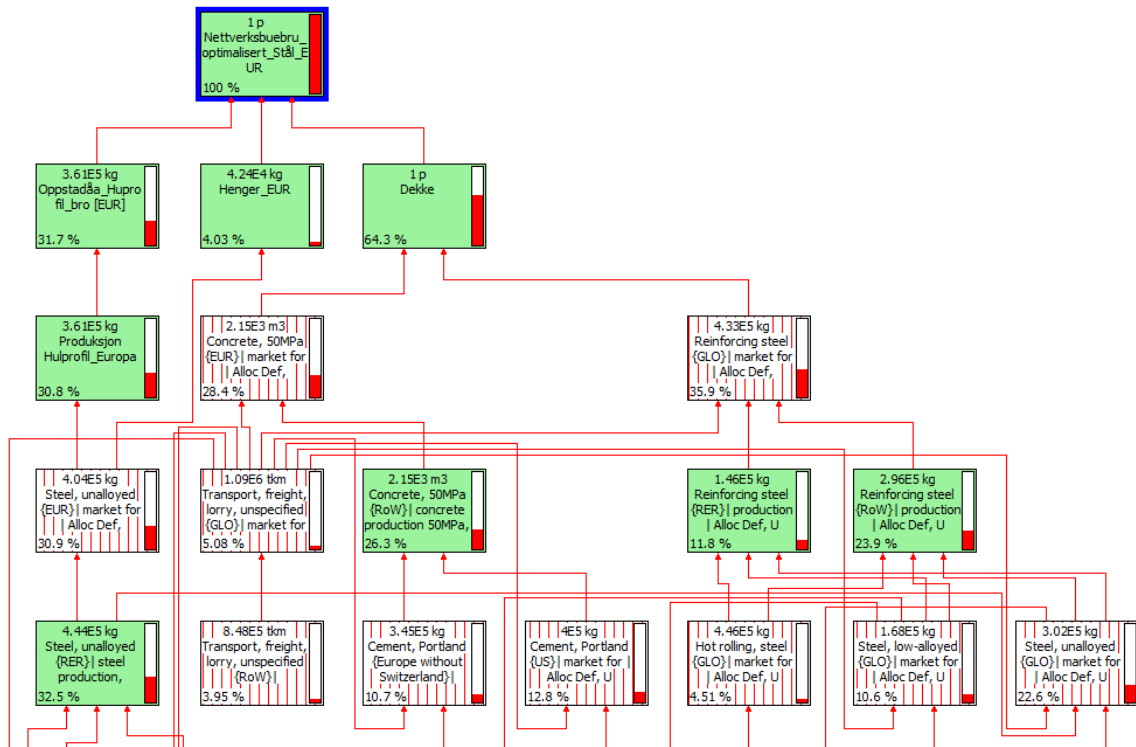 1 p
Nettverksbuebru_
optimalisert_Stål_E
UR
100 %
3.61E5 kg
Oppstadåa_Hupro
fil_bro [EUR]
31.7 %
4.24E4 kg
Henger_EUR
4.03 %
1 p
Dekke
64.3 %
3.61E5 kg
Produksjon
Hulprofil_Europa
30.8 %
2.15E3 m3
Concrete, 50MPa
{EUR}| market for
| Alloc Def,
28.4 %
4.33E5 kg
Reinforcing steel
{GLO}| market for
| Alloc Def,
35.9 %
4.04E5 kg
Steel, unalloyed
{EUR}| market for
| Alloc Def,
30.9 %
1.09E6 tkm
Transport, freight,
lorry, unspecified
{GLO}| market for
5.08 %
2.15E3 m3
Concrete, 50MPa
{RoW}| concrete
production 50MPa,
26.3 %
1.46E5 kg
Reinforcing steel
{RER}| production
| Alloc Def, U
11.8 %
2.96E5 kg
Reinforcing steel
{RoW}| production
| Alloc Def, U
23.9 %
4.44E5 kg
Steel, unalloyed
{RER}| steel
production,
32.5 %
8.48E5 tkm
Transport, freight,
lorry, unspecified
{RoW}|
3.95 %
3.45E5 kg
Cement, Portland
{Europe without
Switzerland}|
10.7 %
4E5 kg
Cement, Portland
{US}| market for |
Alloc Def, U
12.8 %
4.46E5 kg
Hot rolling, steel
{GLO}| market for
| Alloc Def, U
4.51 %
1.68E5 kg
Steel, low-alloyed
{GLO}| market for
| Alloc Def, U
10.6 %
3.02E5 kg
Steel, unalloyed
{GLO}| market for
| Alloc Def, U
22.6 %